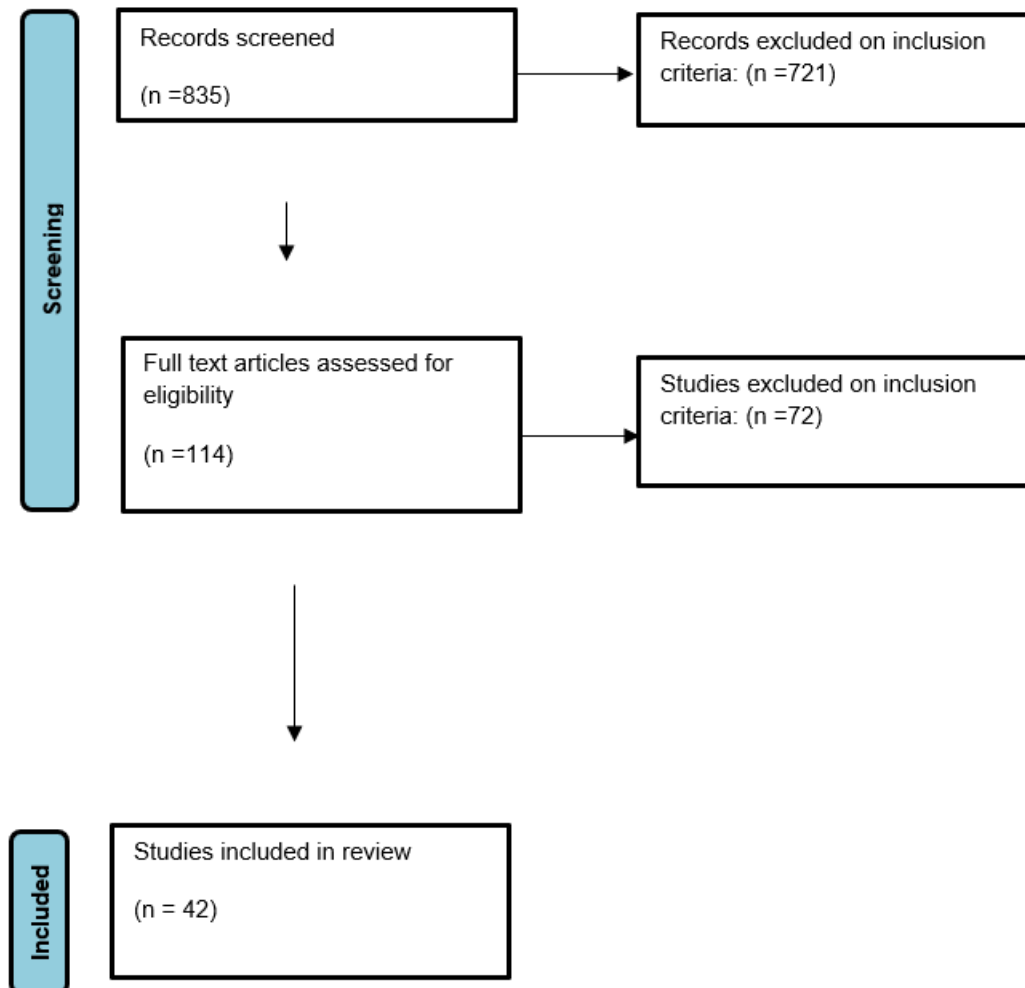 Screening
Records screened
(n =835)
Records excluded on inclusion
criteria: (n =721)
Full text articles assessed for
eligibility
(n =114)
Studies excluded on inclusion
criteria: (n =72)
Included
Studies included in review
(n = 42)